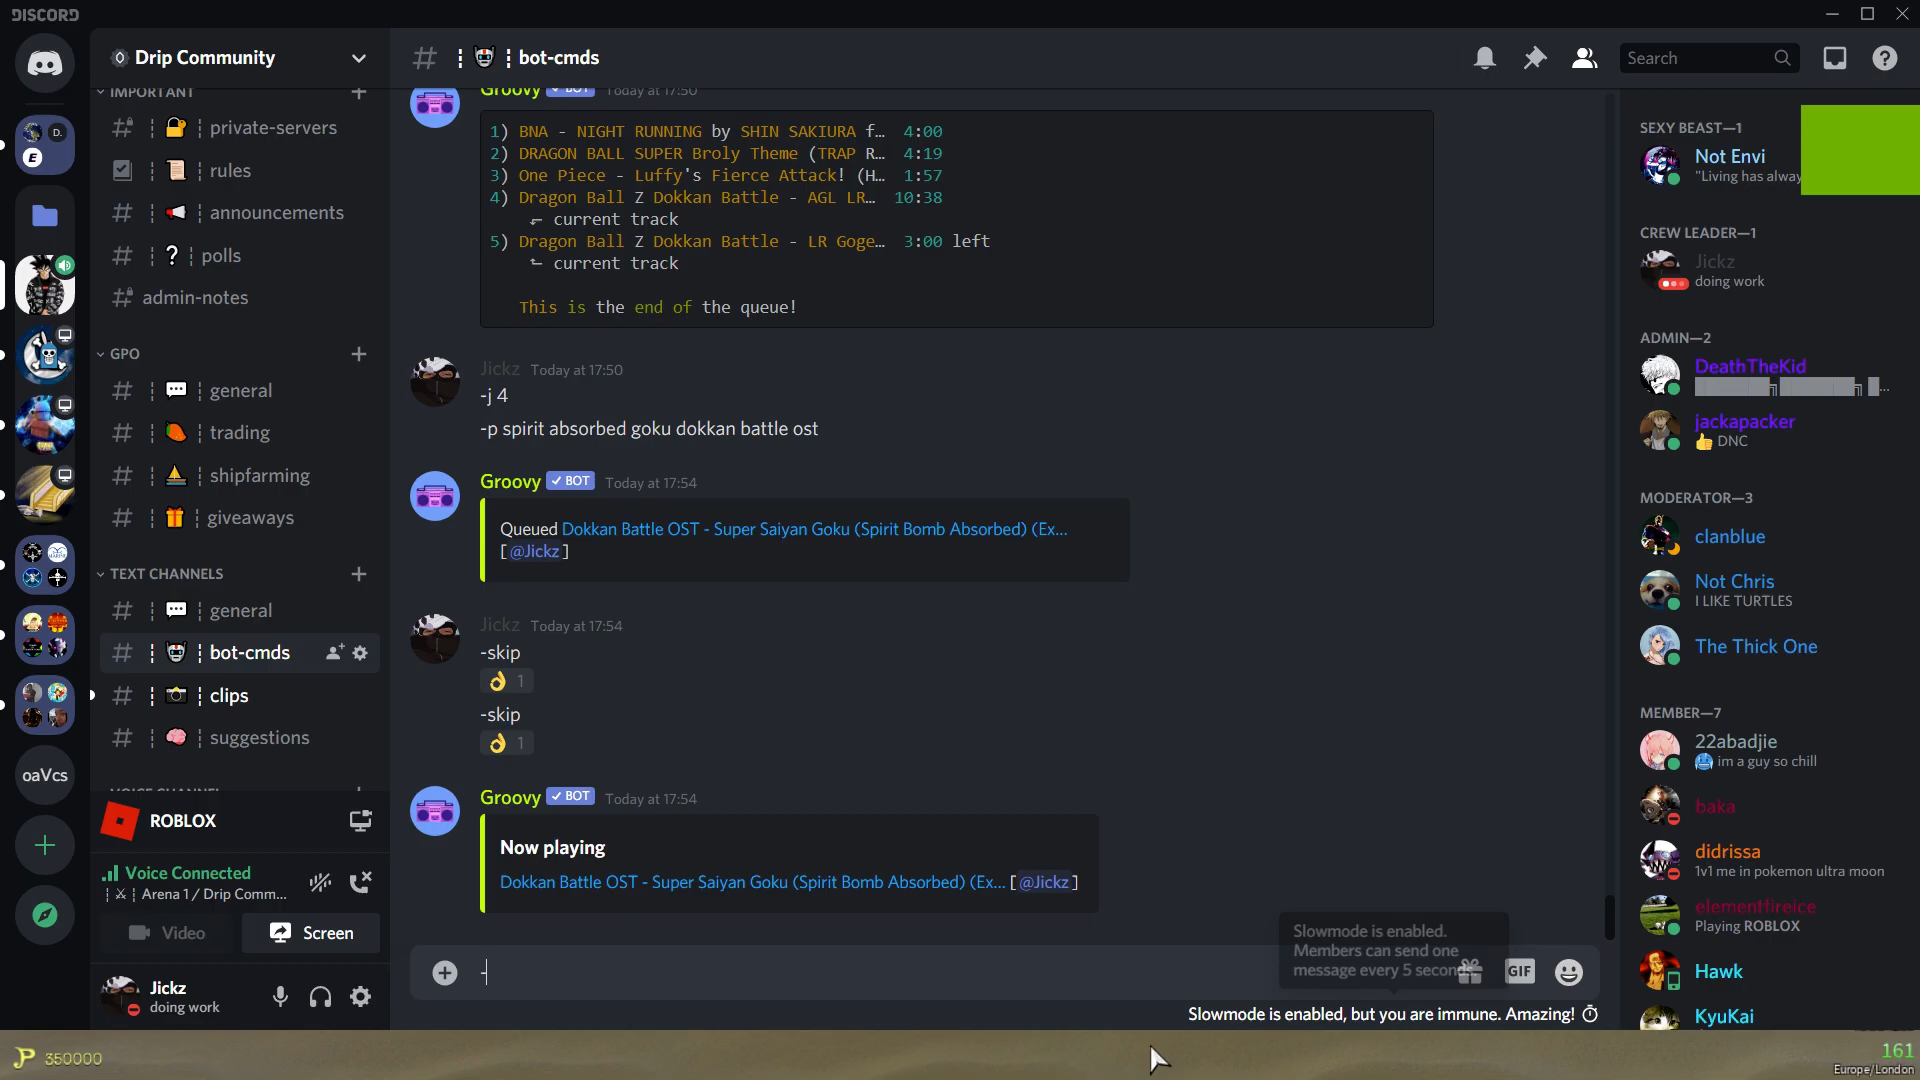 DISCORD
Drip Community
bot-cmds
Search
IMPORTANT
private-servers
rules
announcements
polls
admin-notes
GPO
general
trading
shipfarming
giveaways
TEXT CHANNELS
general
bot-cmds
clips
suggestions
VOICE CHANNEL
oaVcs
D.
E
ROBLOX
Voice Connected
Arena 1 / Drip Comm...
Video
Screen
Jickz
doing work
Groovy BOT Today at 17:50
1) BNA - NIGHT RUNNING by SHIN SAKIURA f… 4:00
2) DRAGON BALL SUPER Broly Theme (TRAP R… 4:19
3) One Piece - Luffy's Fierce Attack! (H… 1:57
4) Dragon Ball Z Dokkan Battle - AGL LR… 10:38
⬐ current track
5) Dragon Ball Z Dokkan Battle - LR Goge… 3:00 left
⬑ current track
This is the end of the queue!
Jickz Today at 17:50
-j 4
-p spirit absorbed goku dokkan battle ost
Groovy BOT Today at 17:54
Queued Dokkan Battle OST - Super Saiyan Goku (Spirit Bomb Absorbed) (Ex...
[@Jickz]
Jickz Today at 17:54
-skip
1
-skip
1
Groovy BOT Today at 17:54
Now playing
Dokkan Battle OST - Super Saiyan Goku (Spirit Bomb Absorbed) (Ex... [@Jickz]
Slowmode is enabled.
Members can send one
message every 5 seconds.
-
GIF
Slowmode is enabled, but you are immune. Amazing!
SEXY BEAST—1
Not Envi
"Living has alway
CREW LEADER—1
Jickz
doing work
ADMIN—2
DeathTheKid
jackapacker
DNC
MODERATOR—3
clanblue
Not Chris
I LIKE TURTLES
The Thick One
MEMBER—7
22abadjie
im a guy so chill
baka
didrissa
1v1 me in pokemon ultra moon
elementfireice
Playing ROBLOX
Hawk
KyuKai
350000
161
Europe/London